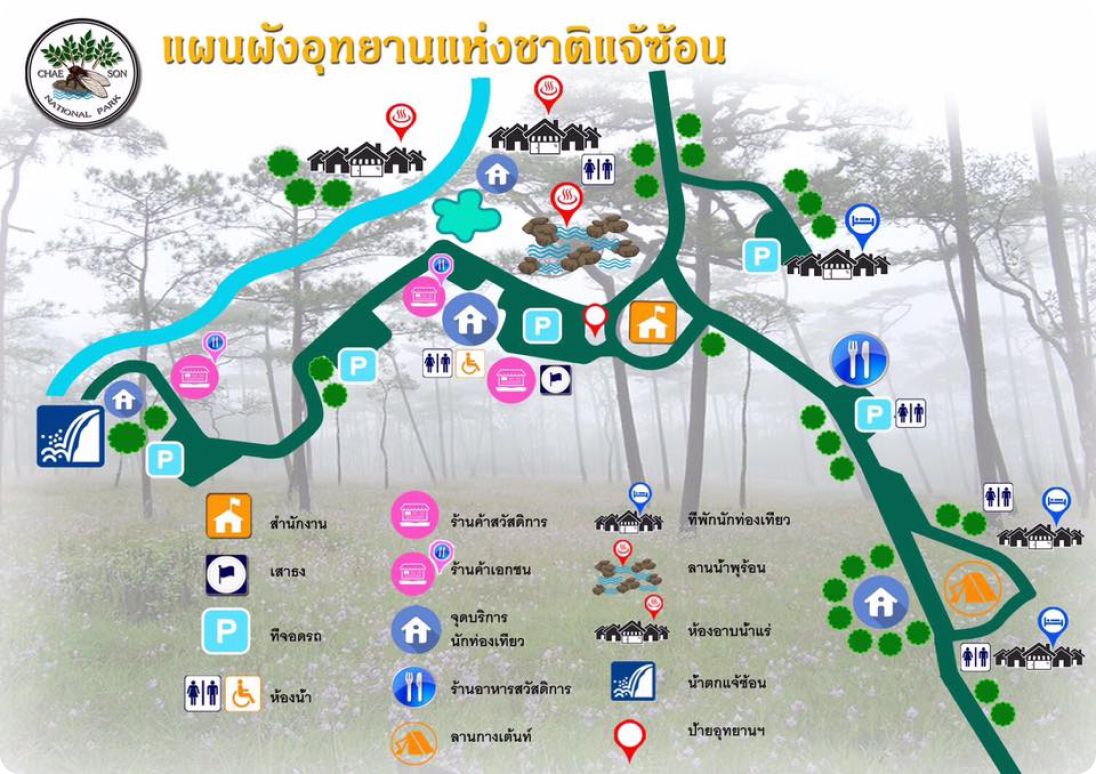 แผนผังอุทยานแห่งชาติแจ้ซ้อน
CHAE SON
NATIONAL PARK
P
P
P
P
P
สำนักงาน
เสาธง
P
ที่จอดรถ
ห้องน้ำ
ร้านค้าสวัสดิการ
ร้านค้าเอกชน
จุดบริการ
นักท่องเที่ยว
ร้านอาหารสวัสดิการ
ลานกางเต้นท์
ที่พักนักท่องเที่ยว
ลานน้ำพุร้อน
ห้องอาบน้ำแร่
น้ำตกแจ้ซ้อน
ป้ายอุทยานฯ